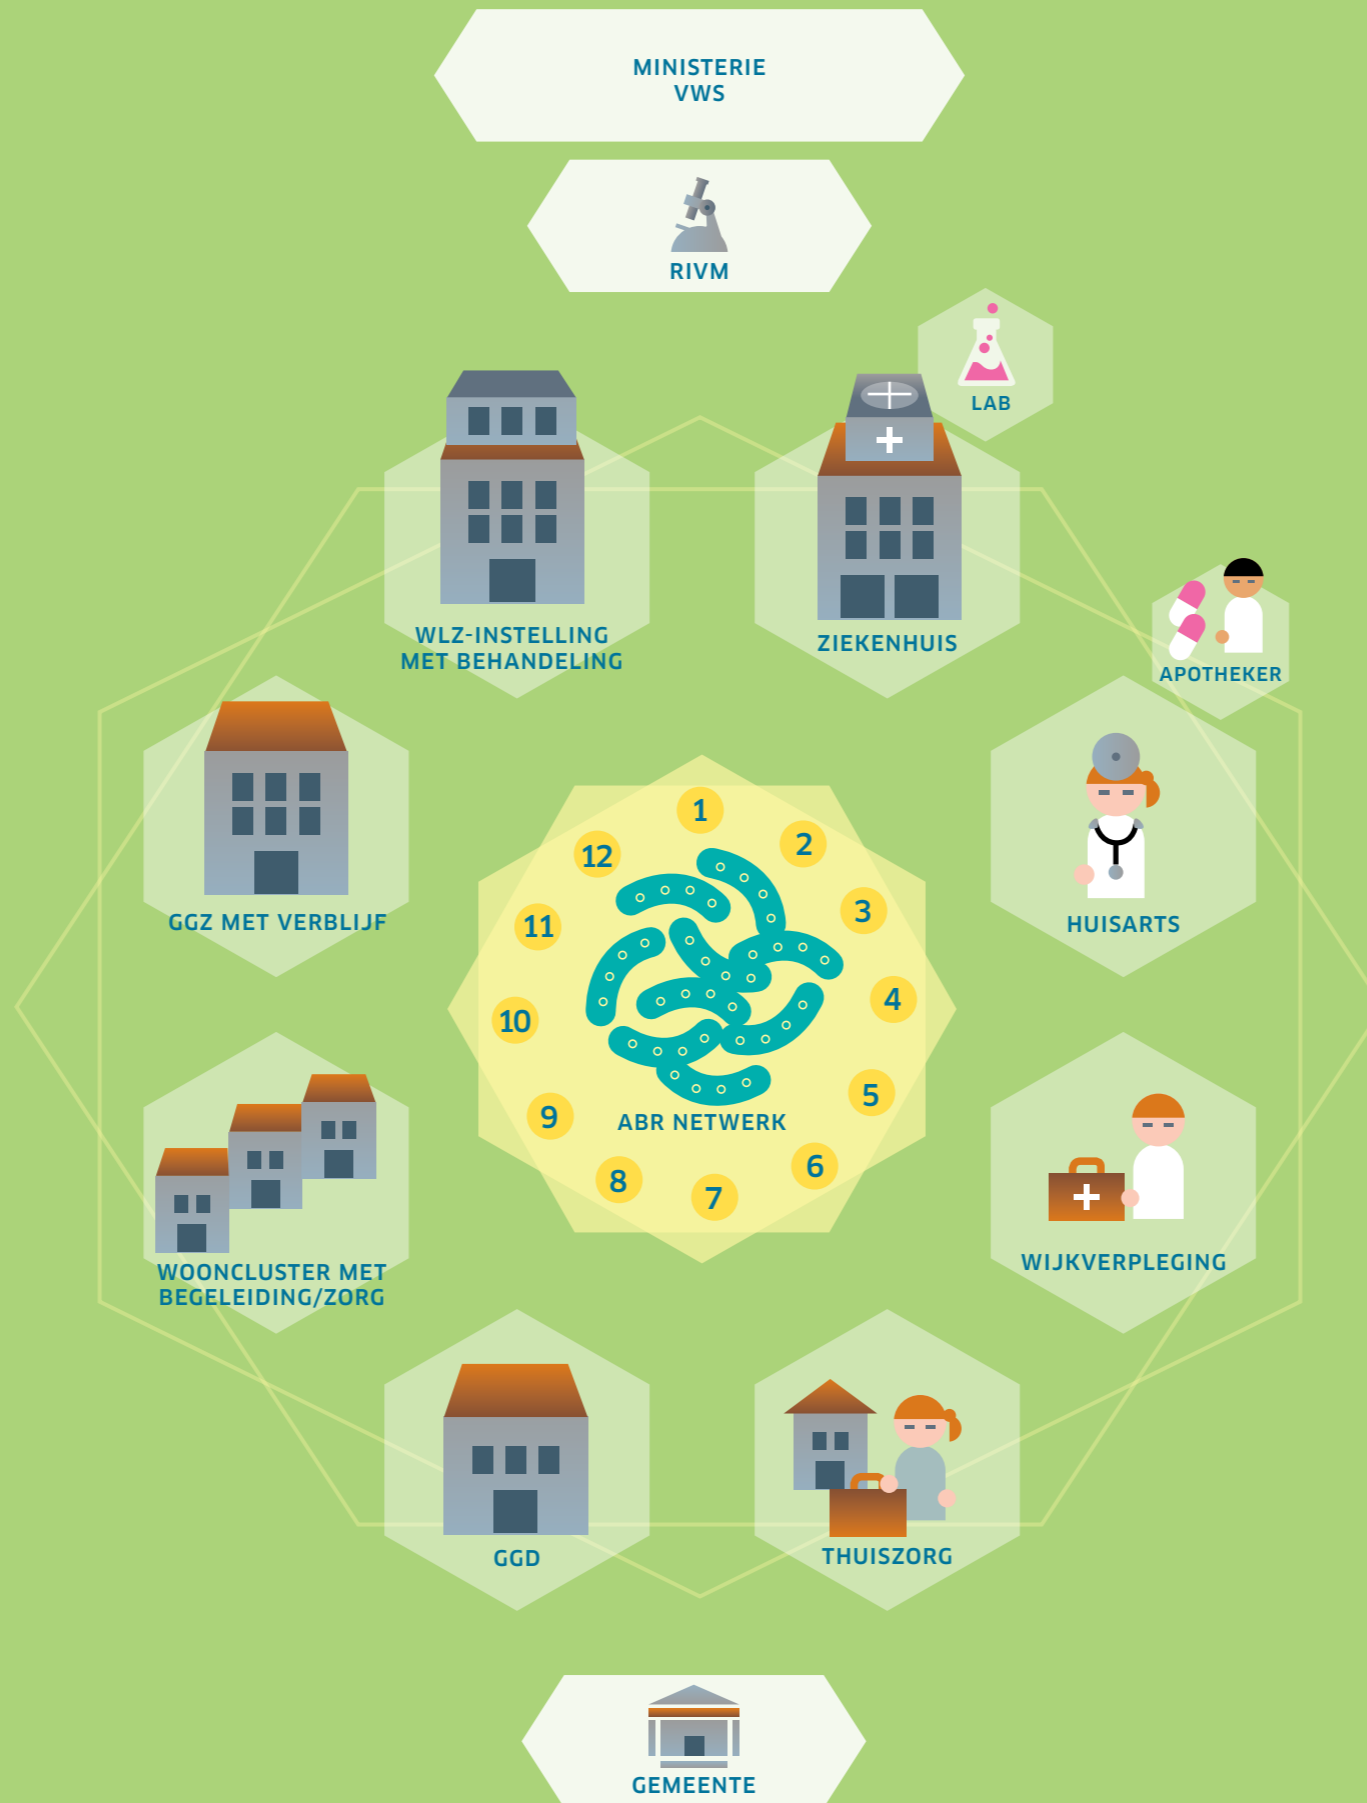 MINISTERIE
VWS
RIVM
LAB
WLZ-INSTELLING
MET BEHANDELING
ZIEKENHUIS
APOTHEKER
GGZ MET VERBLIJF
HUISARTS
1
2
3
4
5
6
7
8
9
10
11
12
ABR NETWERK
WOONCLUSTER MET
BEGELEIDING/ZORG
WIJKVERPLEGING
GGD
THUISZORG
GEMEENTE